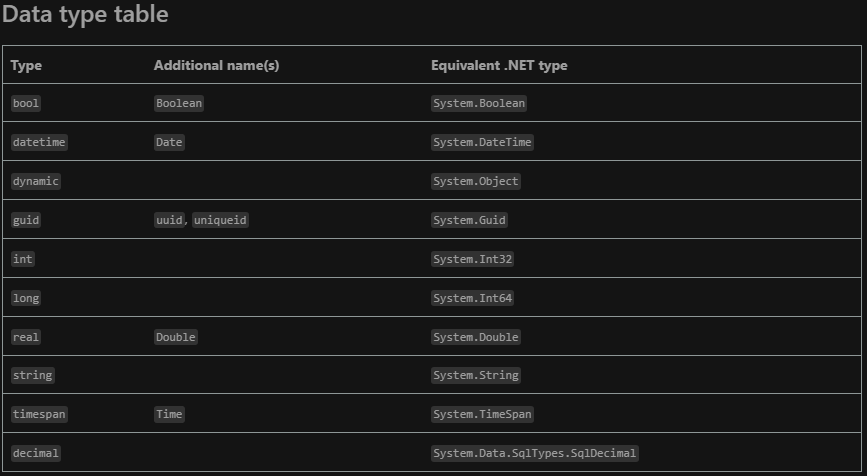 Data type table
Type Additional name(s) Equivalent .NET type
bool Boolean System.Boolean
datetime Date System.DateTime
dynamic System.Object
guid uuid, uniqueid System.Guid
int System.Int32
long System.Int64
real Double System.Double
string System.String
timespan Time System.TimeSpan
decimal System.Data.SqlTypes.SqlDecimal